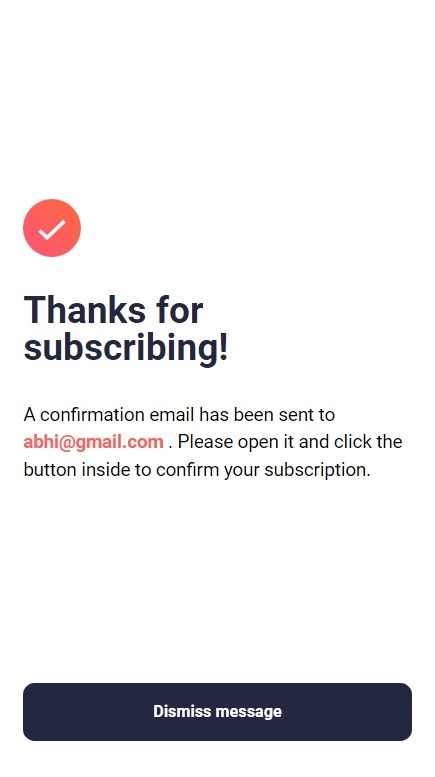 Thanks for
subscribing!
A confirmation email has been sent to
abhi@gmail.com . Please open it and click the
button inside to confirm your subscription.
Dismiss message